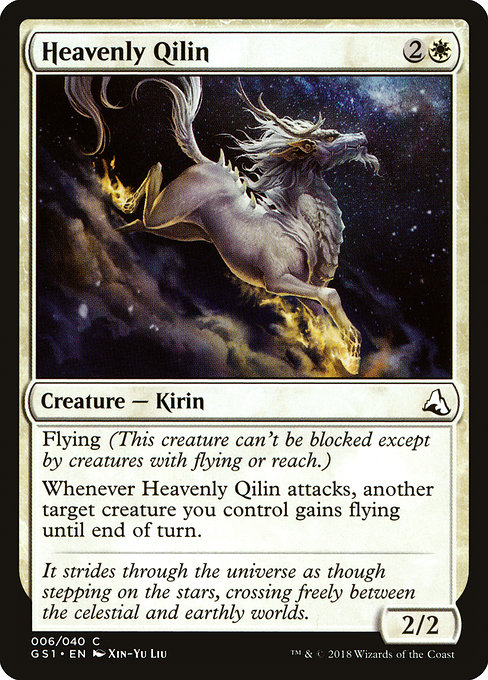 Heavenly Qilin 2
Creature — Kirin
Flying (This creature can't be blocked except
by creatures with flying or reach.)
Whenever Heavenly Qilin attacks, another
target creature you control gains flying
until end of turn.
It strides through the universe as though
stepping on the stars, crossing freely between
the celestial and earthly worlds.
2/2
006/040 C
GS1 • EN Xin-Yu Liu
™ & © 2018 Wizards of the Coast